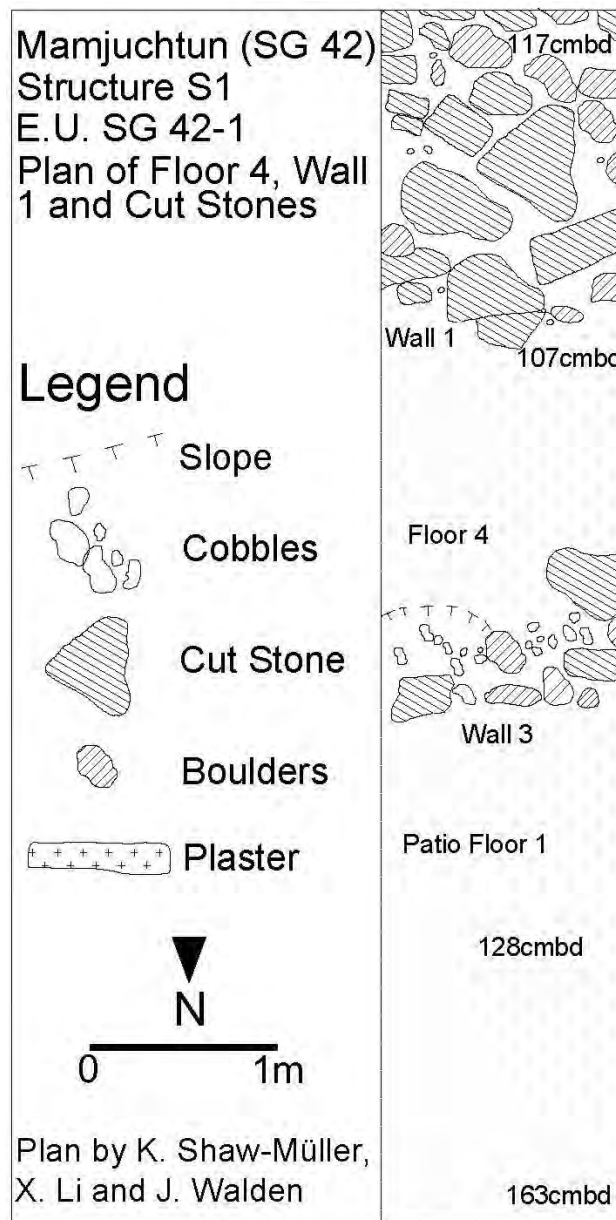 Mamjuchtun (SG 42)
Structure S1
E.U. SG 42-1
Plan of Floor 4, Wall
1 and Cut Stones
Legend
Slope
Cobbles
Cut Stone
Boulders
Plaster
N
0 1m
Plan by K. Shaw-Müller,
X. Li and J. Walden
117cmbd
Wall 1
107cmbd
Floor 4
Wall 3
Patio Floor 1
128cmbd
163cmbd